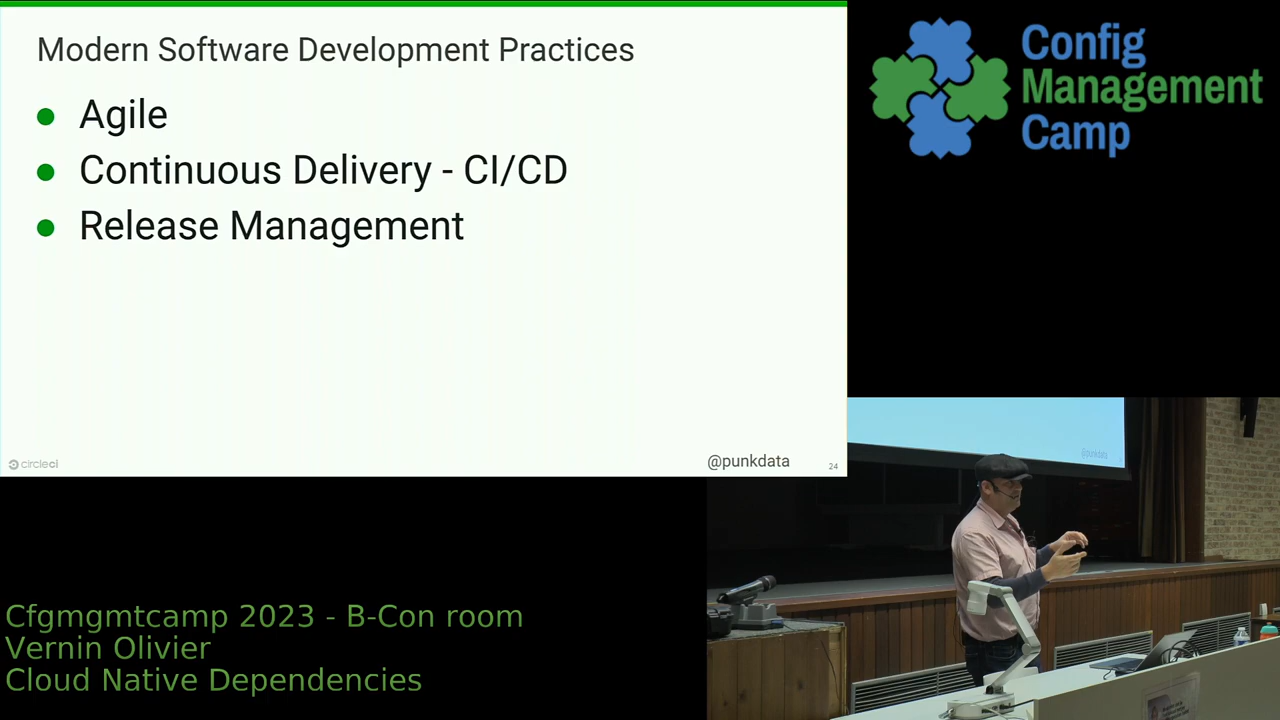 Modern Software Development Practices
Agile
Continuous Delivery - CI/CD
Release Management
circleci
@punkdata
24
Config
Management
Camp
@punkdata
Cfgmgmtcamp 2023 - B-Con room
Vernin Olivier
Cloud Native Dependencies